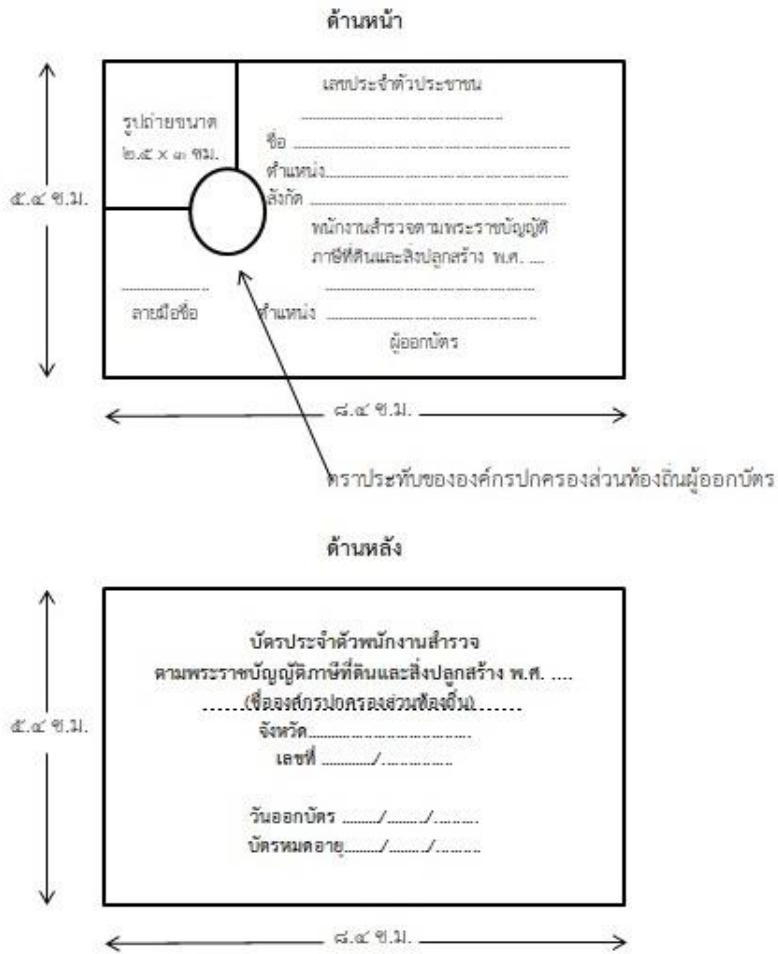 ด้านหน้า
เลขประจำตัวประชาชน
........................................
รูปถ่ายขนาด
๒.๕ x ๓ ซม.
ชื่อ ........................................
ตำแหน่ง........................................
สังกัด ........................................
๕.๔ ซ.ม.
พนักงานสำรวจตามพระราชบัญญัติ
ภาษีที่ดินและสิ่งปลูกสร้าง พ.ศ. ....
.................... ........................................
ลายมือชื่อ
ตำแหน่ง ........................................
ผู้ออกบัตร
๘.๔ ซ.ม.
ตราประทับขององค์กรปกครองส่วนท้องถิ่นผู้ออกบัตร
ด้านหลัง
บัตรประจำตัวพนักงานสำรวจ
ตามพระราชบัญญัติภาษีที่ดินและสิ่งปลูกสร้าง พ.ศ. ....
.......(ชื่อองค์กรปกครองส่วนท้องถิ่น).......
๕.๔ ซ.ม.
จังหวัด..............................
เลขที่ ........../..............
วันออกบัตร ......../......../..........
บัตรหมดอายุ......../......../..........
๘.๔ ซ.ม.